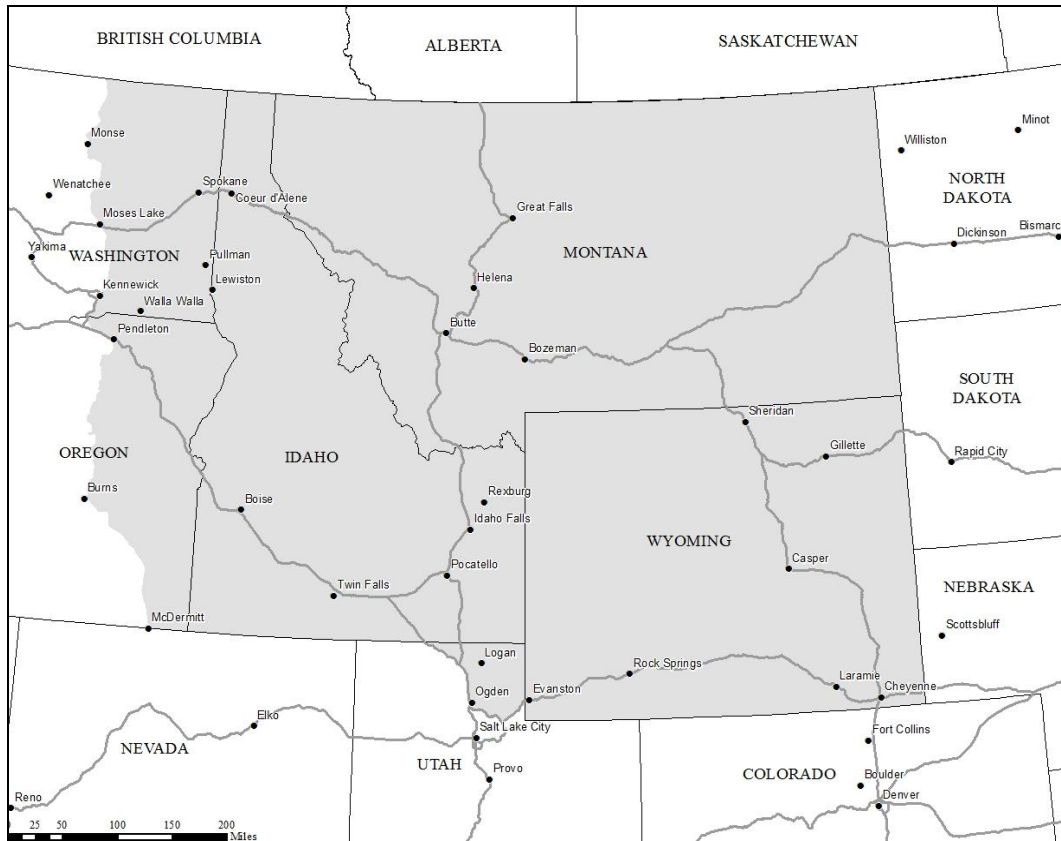 BRITISH COLUMBIA
ALBERTA
SASKATCHEWAN
Monse
Minot
Williston
Wenatchee
Spokane
Coeur d'Alene
NORTH
DAKOTA
Moses Lake
Great Falls
Dickinson
Bismarc
Yakima
WASHINGTON
Pullman
MONTANA
Kennewick
Lewiston
Helena
Walla Walla
Pendleton
Butte
Bozeman
SOUTH
DAKOTA
Sheridan
OREGON
IDAHO
Gillette
Rapid City
Burns
Boise
Rexburg
Idaho Falls
WYOMING
Pocatello
Casper
Twin Falls
NEBRASKA
McDermitt
Scottsbluff
Logan
Rock Springs
Ogden
Evanston
Laramie
Cheyenne
Elko
Salt Lake City
Fort Collins
NEVADA
UTAH
Provo
COLORADO
Boulder
Reno
Denver
0 25 50 100 150 200
Miles